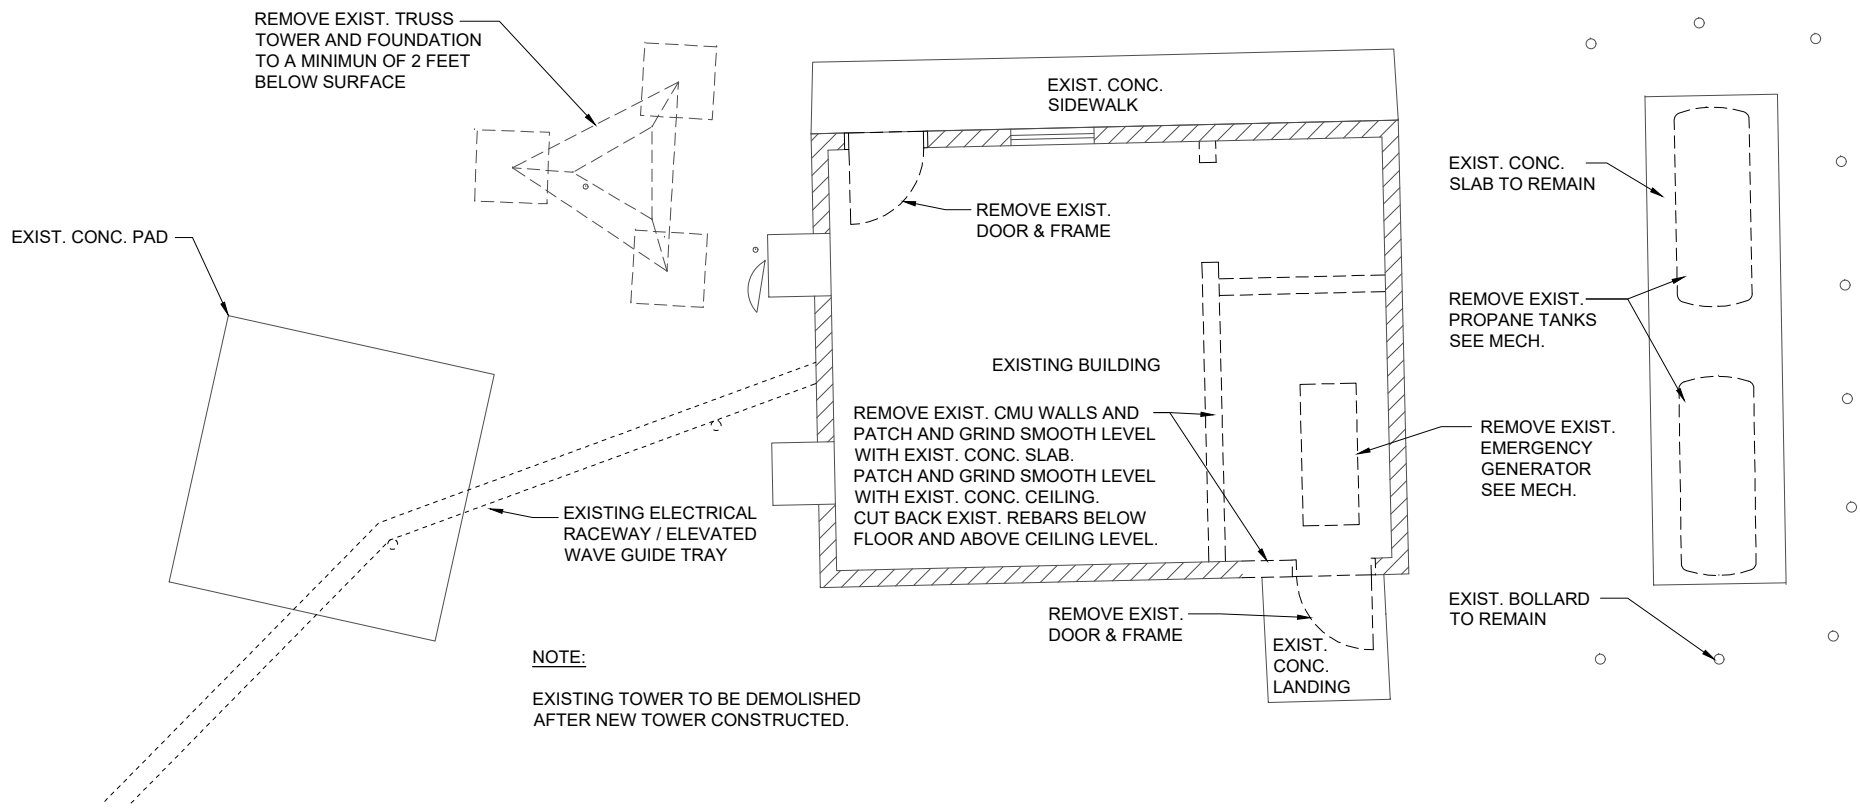 REMOVE EXIST. TRUSS
TOWER AND FOUNDATION
TO A MINIMUN OF 2 FEET
BELOW SURFACE
EXIST. CONC.
SIDEWALK
EXIST. CONC.
SLAB TO REMAIN
REMOVE EXIST.
DOOR & FRAME
EXIST. CONC. PAD
REMOVE EXIST.
PROPANE TANKS
SEE MECH.
EXISTING BUILDING
REMOVE EXIST. CMU WALLS AND
PATCH AND GRIND SMOOTH LEVEL
WITH EXIST. CONC. SLAB.
PATCH AND GRIND SMOOTH LEVEL
WITH EXIST. CONC. CEILING.
CUT BACK EXIST. REBARS BELOW
FLOOR AND ABOVE CEILING LEVEL.
REMOVE EXIST.
EMERGENCY
GENERATOR
SEE MECH.
EXISTING ELECTRICAL
RACEWAY / ELEVATED
WAVE GUIDE TRAY
REMOVE EXIST.
DOOR & FRAME
EXIST.
CONC.
LANDING
EXIST. BOLLARD
TO REMAIN
NOTE:
EXISTING TOWER TO BE DEMOLISHED
AFTER NEW TOWER CONSTRUCTED.